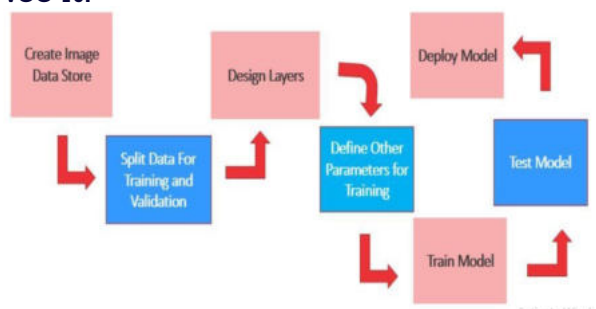 Create Image
Data Store
Split Data For
Training and
Validation
Design Layers
Define Other
Parameters for
Training
Train Model
Test Model
Deploy Model